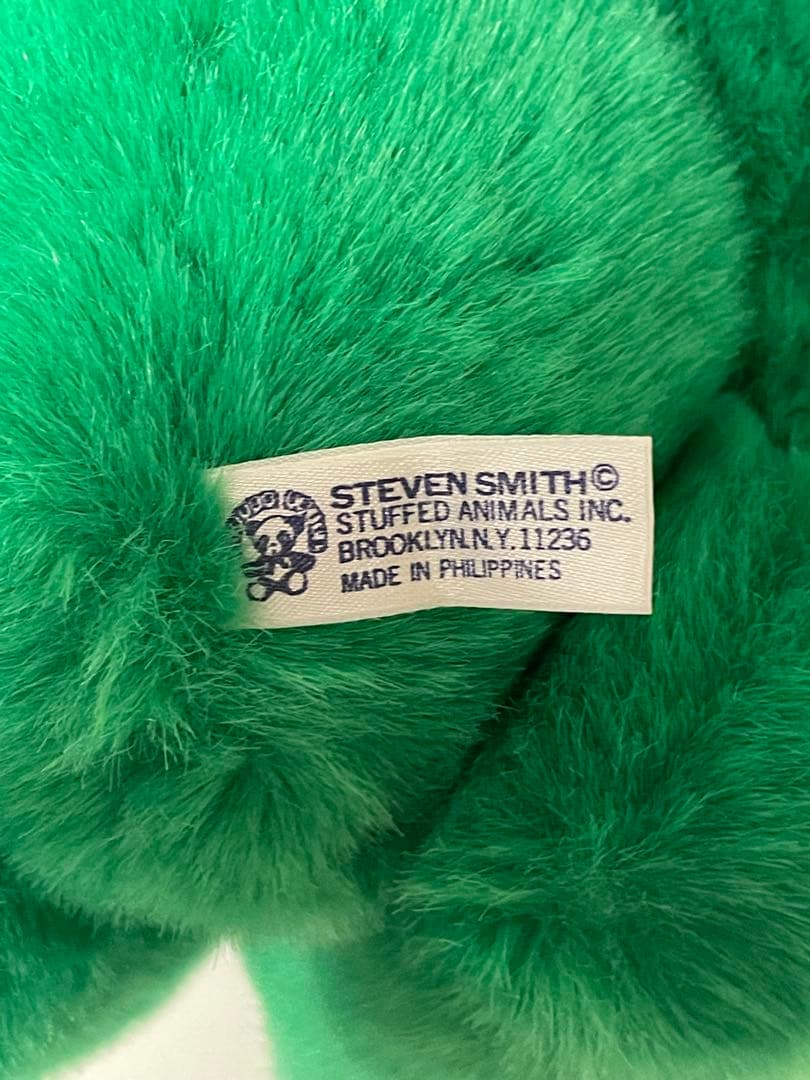 STEVEN SMITH©
STUFFED ANIMALS INC.
BROOKLYN.N.Y.11236
MADE IN PHILIPPINES